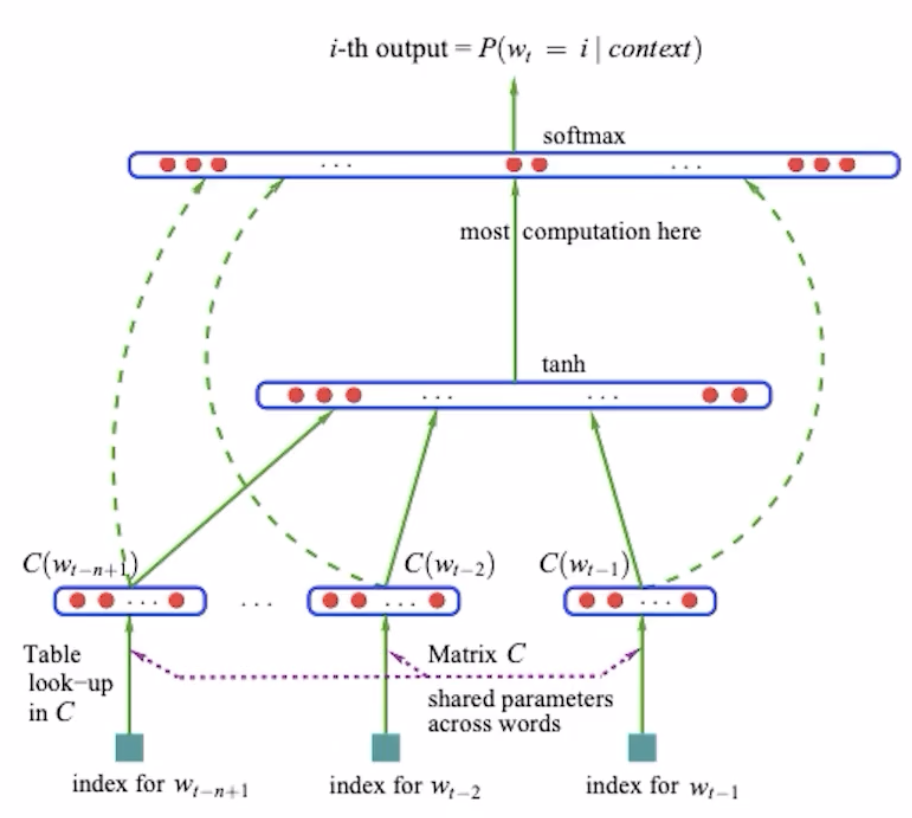 i-th output = P(w_t = i | context)
softmax
. . . . . .
most computation here
tanh
. . . . . .
C(w_{t−n+1}) C(w_{t−2}) C(w_{t−1})
. . . . . . . . . . . .
Table
look−up
in C
Matrix C
shared parameters
across words
index for w_{t−n+1} index for w_{t−2} index for w_{t−1}